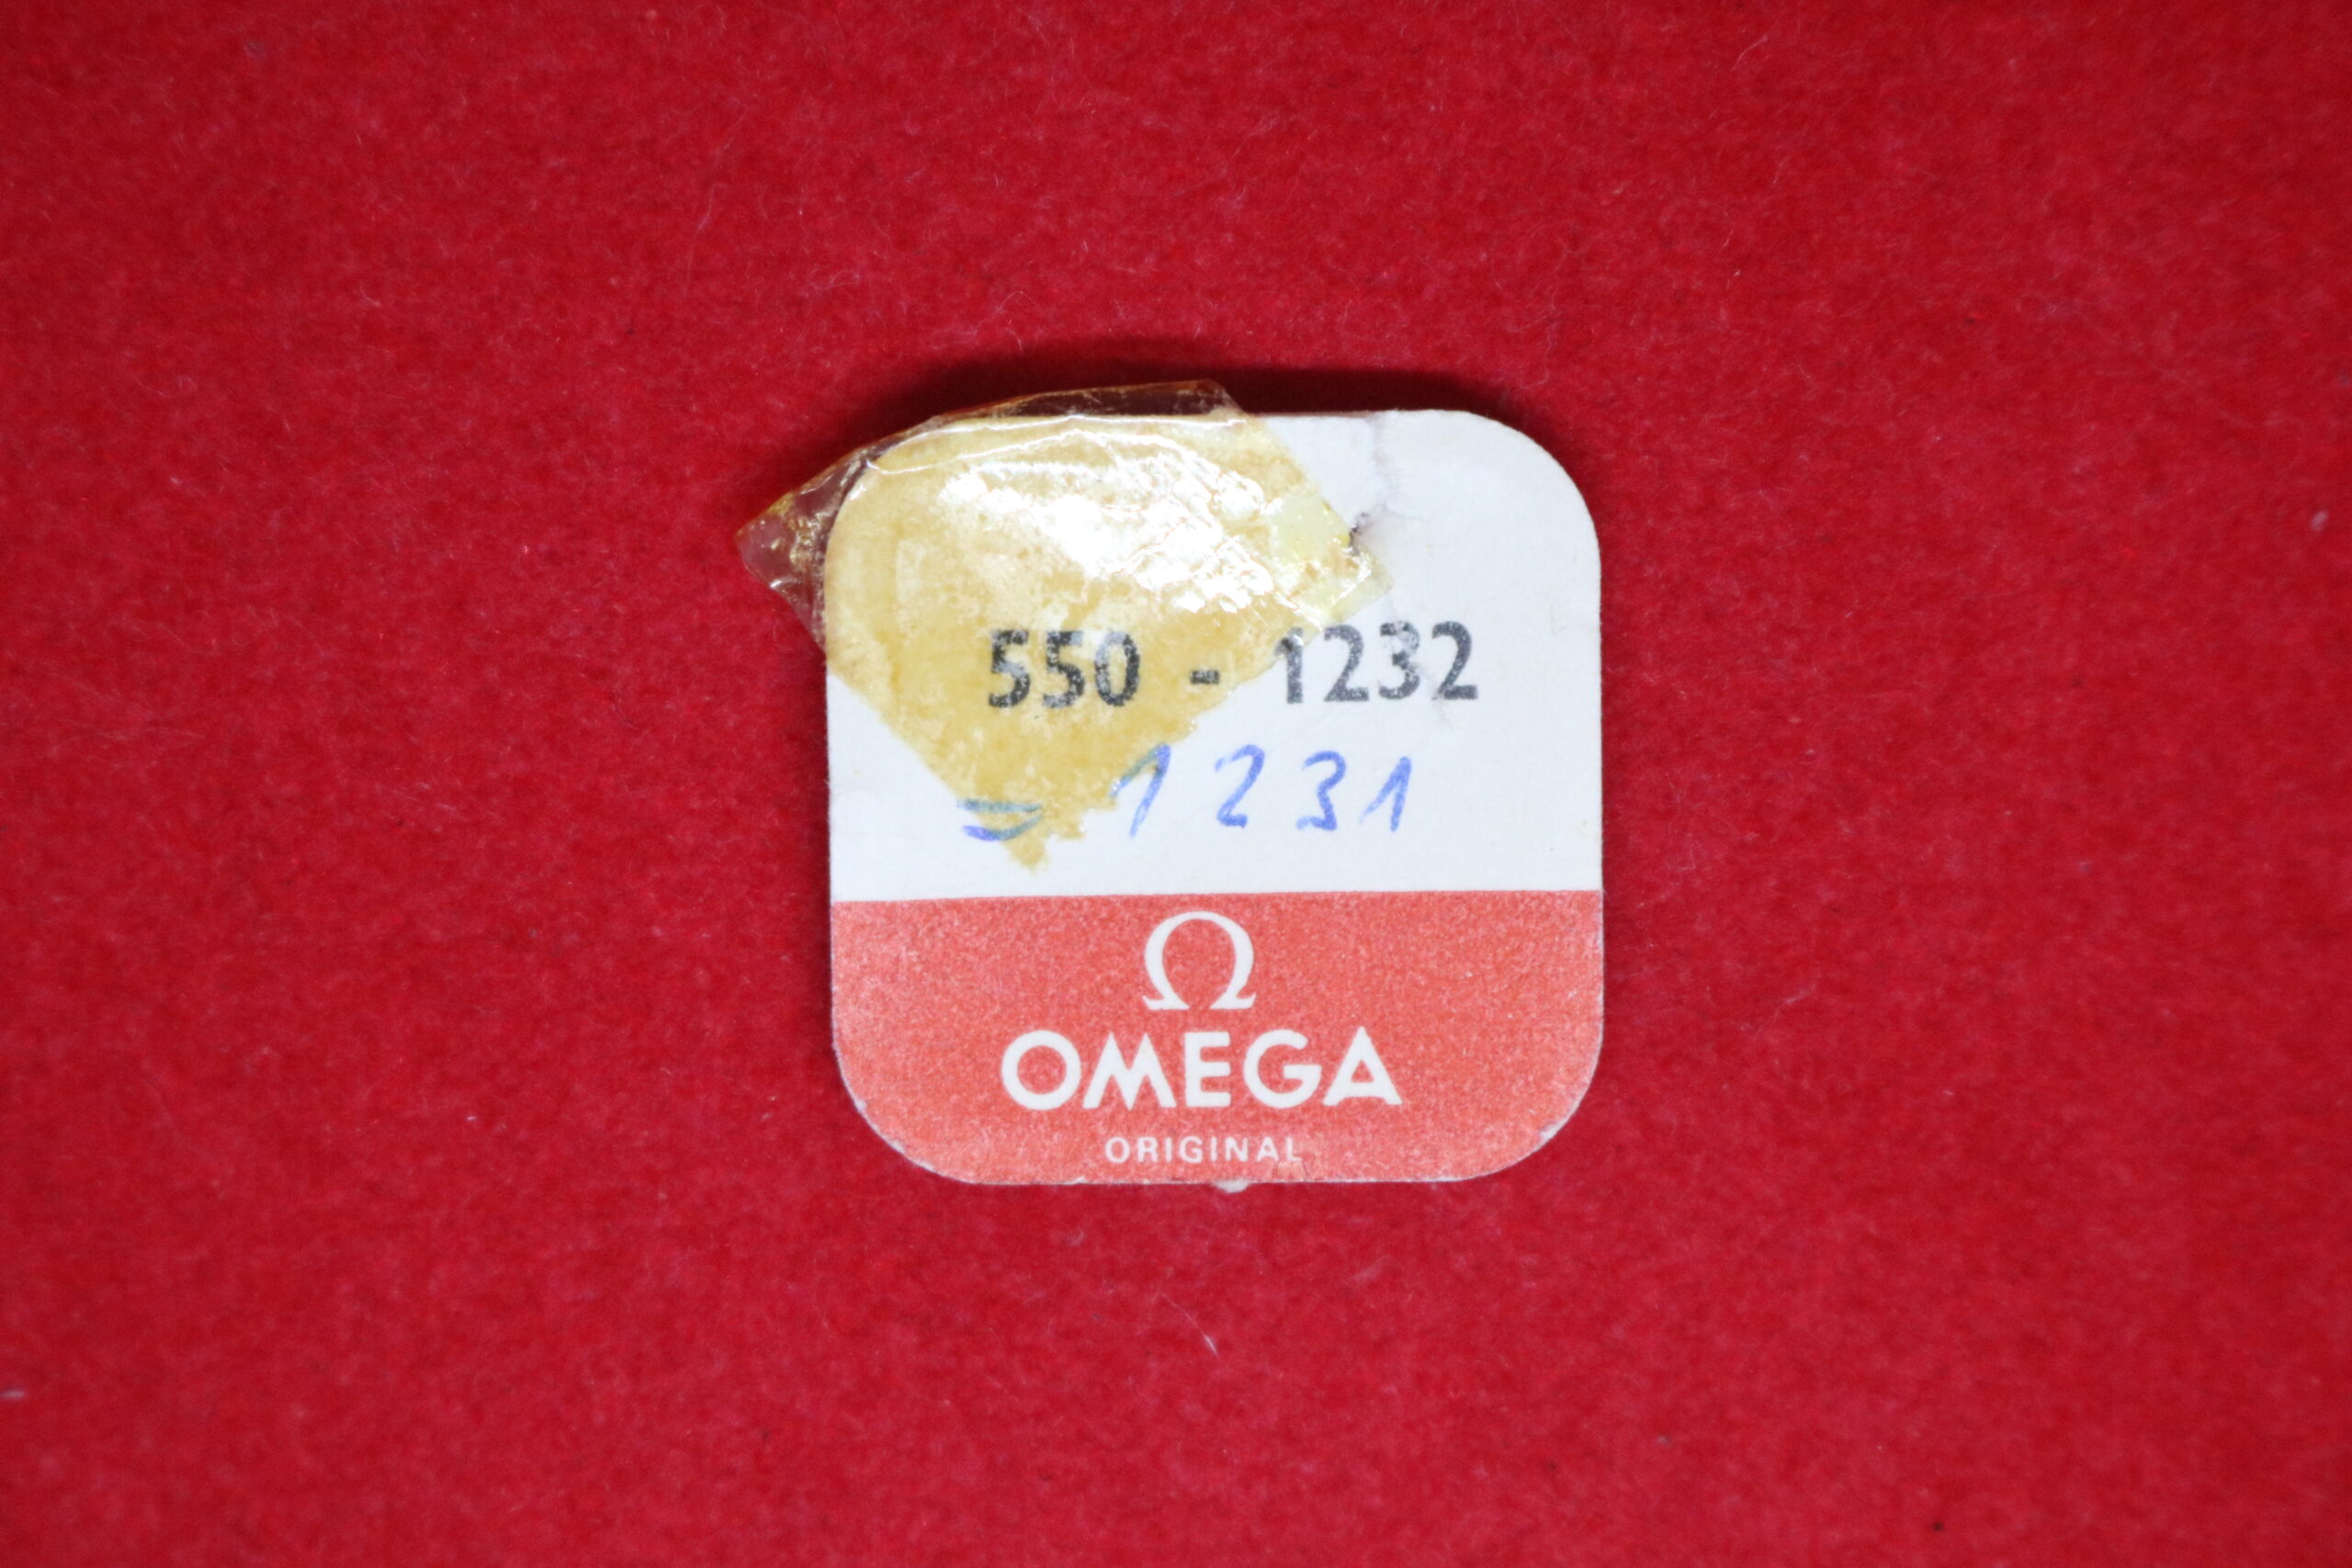 550 - 1232
= 1231
Ω
OMEGA
ORIGINAL